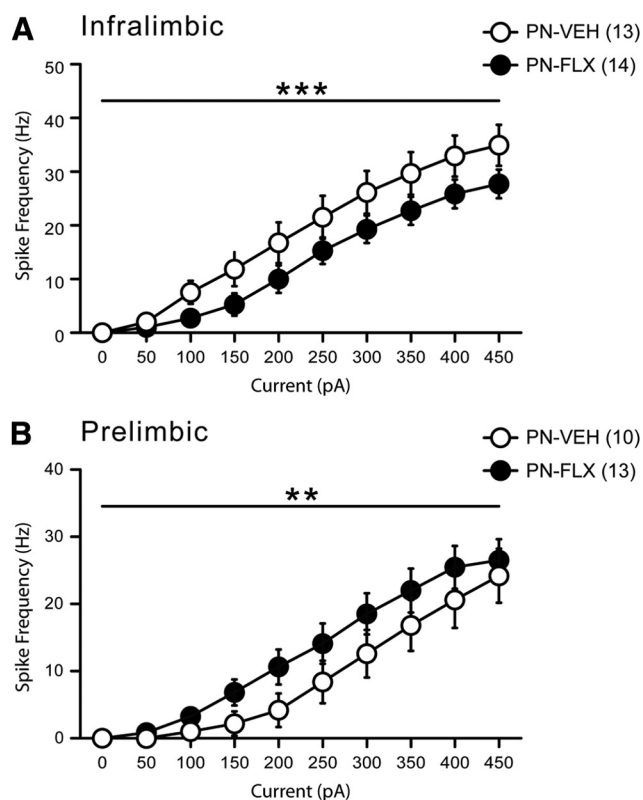 A Infralimbic
PN-VEH (13)
PN-FLX (14)
***
50
40
30
20
10
0
Spike Frequency (Hz)
0 50 100 150 200 250 300 350 400 450
Current (pA)
B Prelimbic
PN-VEH (10)
PN-FLX (13)
**
40
30
20
10
0
Spike Frequency (Hz)
0 50 100 150 200 250 300 350 400 450
Current (pA)